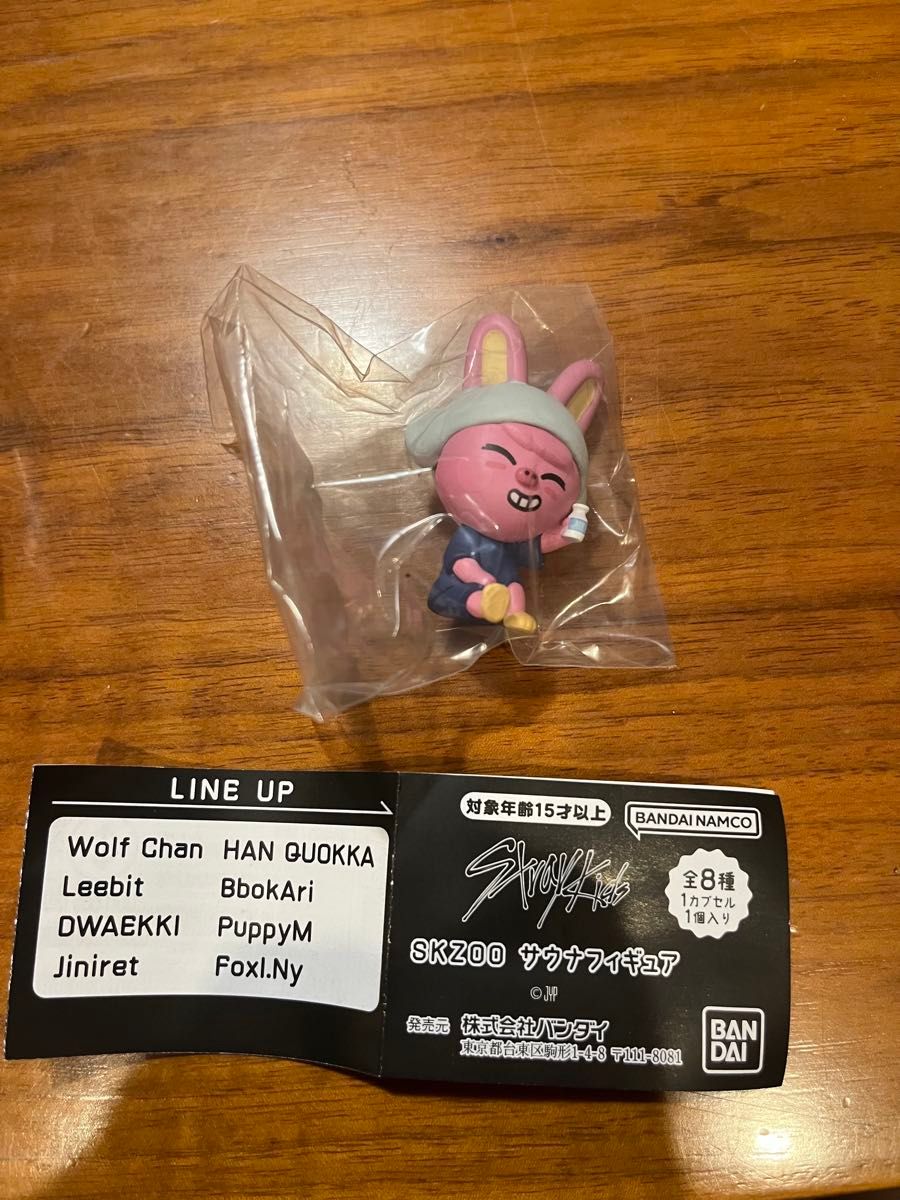 LINE UP
Wolf Chan HAN QUOKKA
Leebit BbokAri
DWAEKKI PuppyM
Jiniret FoxI.Ny
対象年齢15才以上
BANDAI NAMCO
Stray Kids
全8種
1カプセル
1個入り
SKZOO サウナフィギュア
© JYP
発売元 株式会社バンダイ
東京都台東区駒形1-4-8 〒111-8081
BAN
DAI